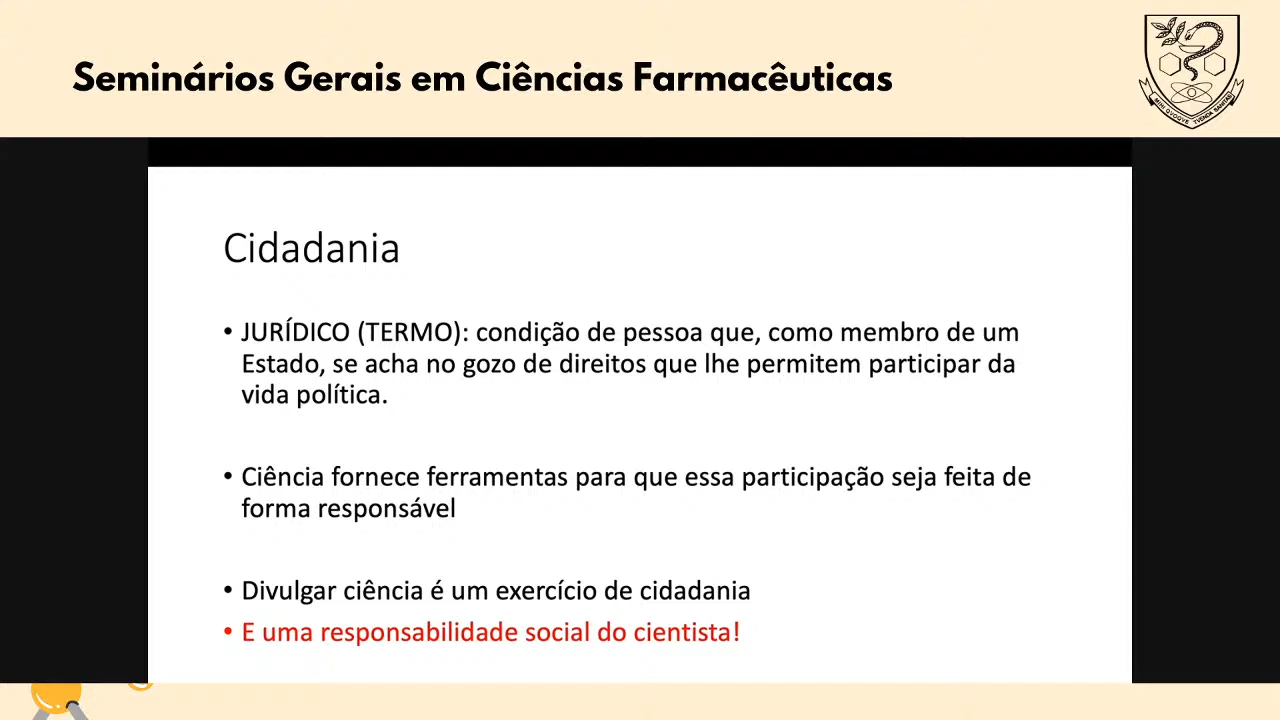 Seminários Gerais em Ciências Farmacêuticas
Cidadania
• JURÍDICO (TERMO): condição de pessoa que, como membro de um
Estado, se acha no gozo de direitos que lhe permitem participar da
vida política.
• Ciência fornece ferramentas para que essa participação seja feita de
forma responsável
• Divulgar ciência é um exercício de cidadania
• E uma responsabilidade social do cientista!